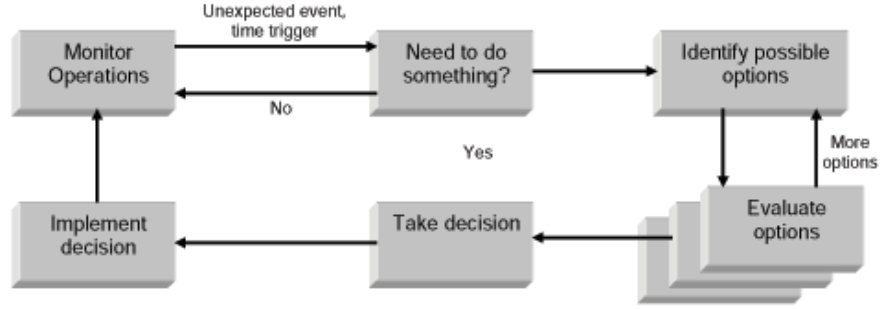 Unexpected event,
time trigger
Monitor
Operations
Need to do
something?
Identify possible
options
No
Yes
More
options
Implement
decision
Take decision
Evaluate
options